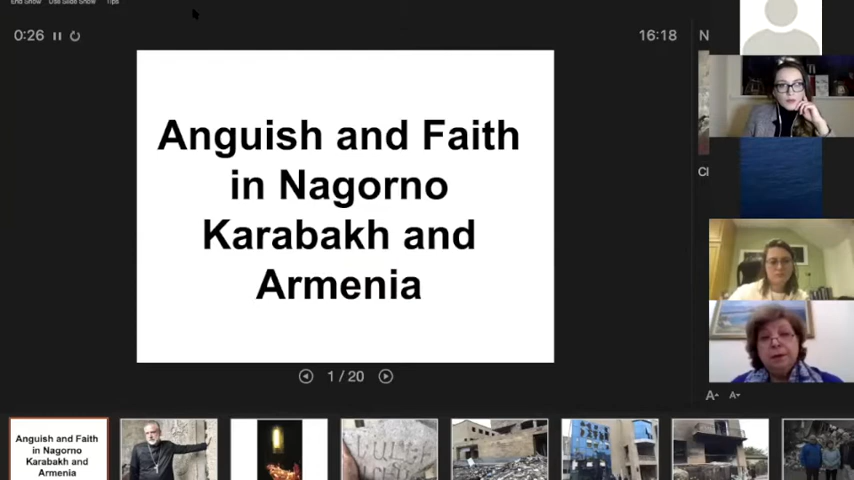 End Show Use Slide Show Tips
0:26
16:18
N
Anguish and Faith
in Nagorno
Karabakh and
Armenia
Cl
1 / 20
A A
Anguish and Faith
in Nagorno
Karabakh and
Armenia